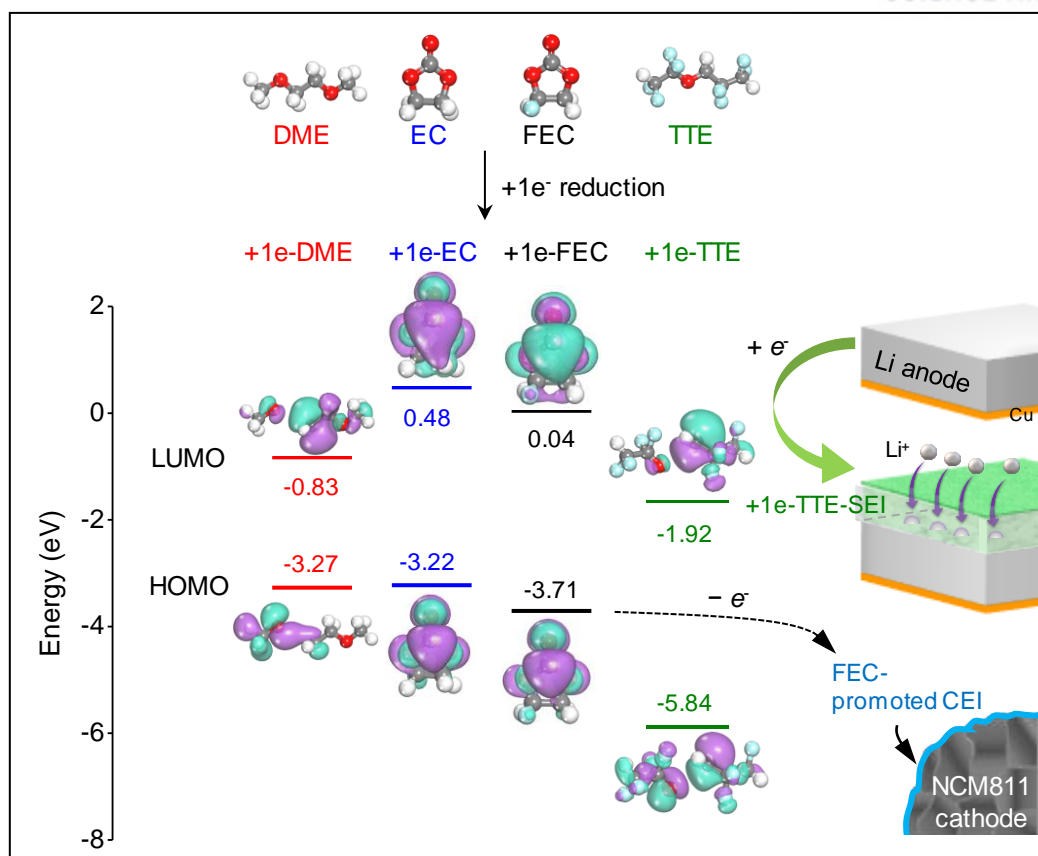 DME EC FEC TTE
+1e⁻ reduction
+1e-DME +1e-EC +1e-FEC +1e-TTE
2
+ e⁻
Li anode
Cu
0
0.48
0.04
Li⁺
LUMO
-0.83
+1e-TTE-SEI
-2
-1.92
Energy (eV)
HOMO
-3.27
-3.22
-3.71
− e⁻
-4
FEC-
promoted CEI
-5.84
-6
NCM811
cathode
-8